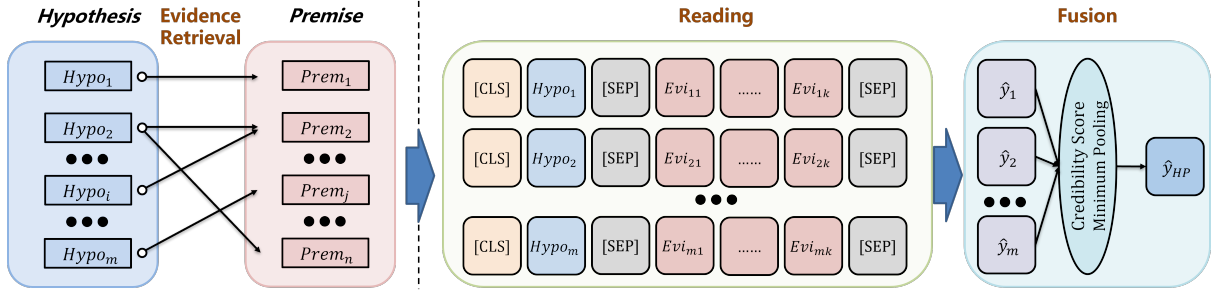 Hypothesis
Evidence
Retrieval
Premise
Hypo₁
Hypo₂
Hypoᵢ
Hypoₘ
Prem₁
Prem₂
Premⱼ
Premₙ
Reading
[CLS] Hypo₁ [SEP] Evi₁₁ …… Evi₁ₖ [SEP]
[CLS] Hypo₂ [SEP] Evi₂₁ …… Evi₂ₖ [SEP]
[CLS] Hypoₘ [SEP] Eviₘ₁ …… Eviₘₖ [SEP]
Fusion
ŷ₁
ŷ₂
ŷₘ
Credibility Score
Minimum Pooling
ŷ_HP